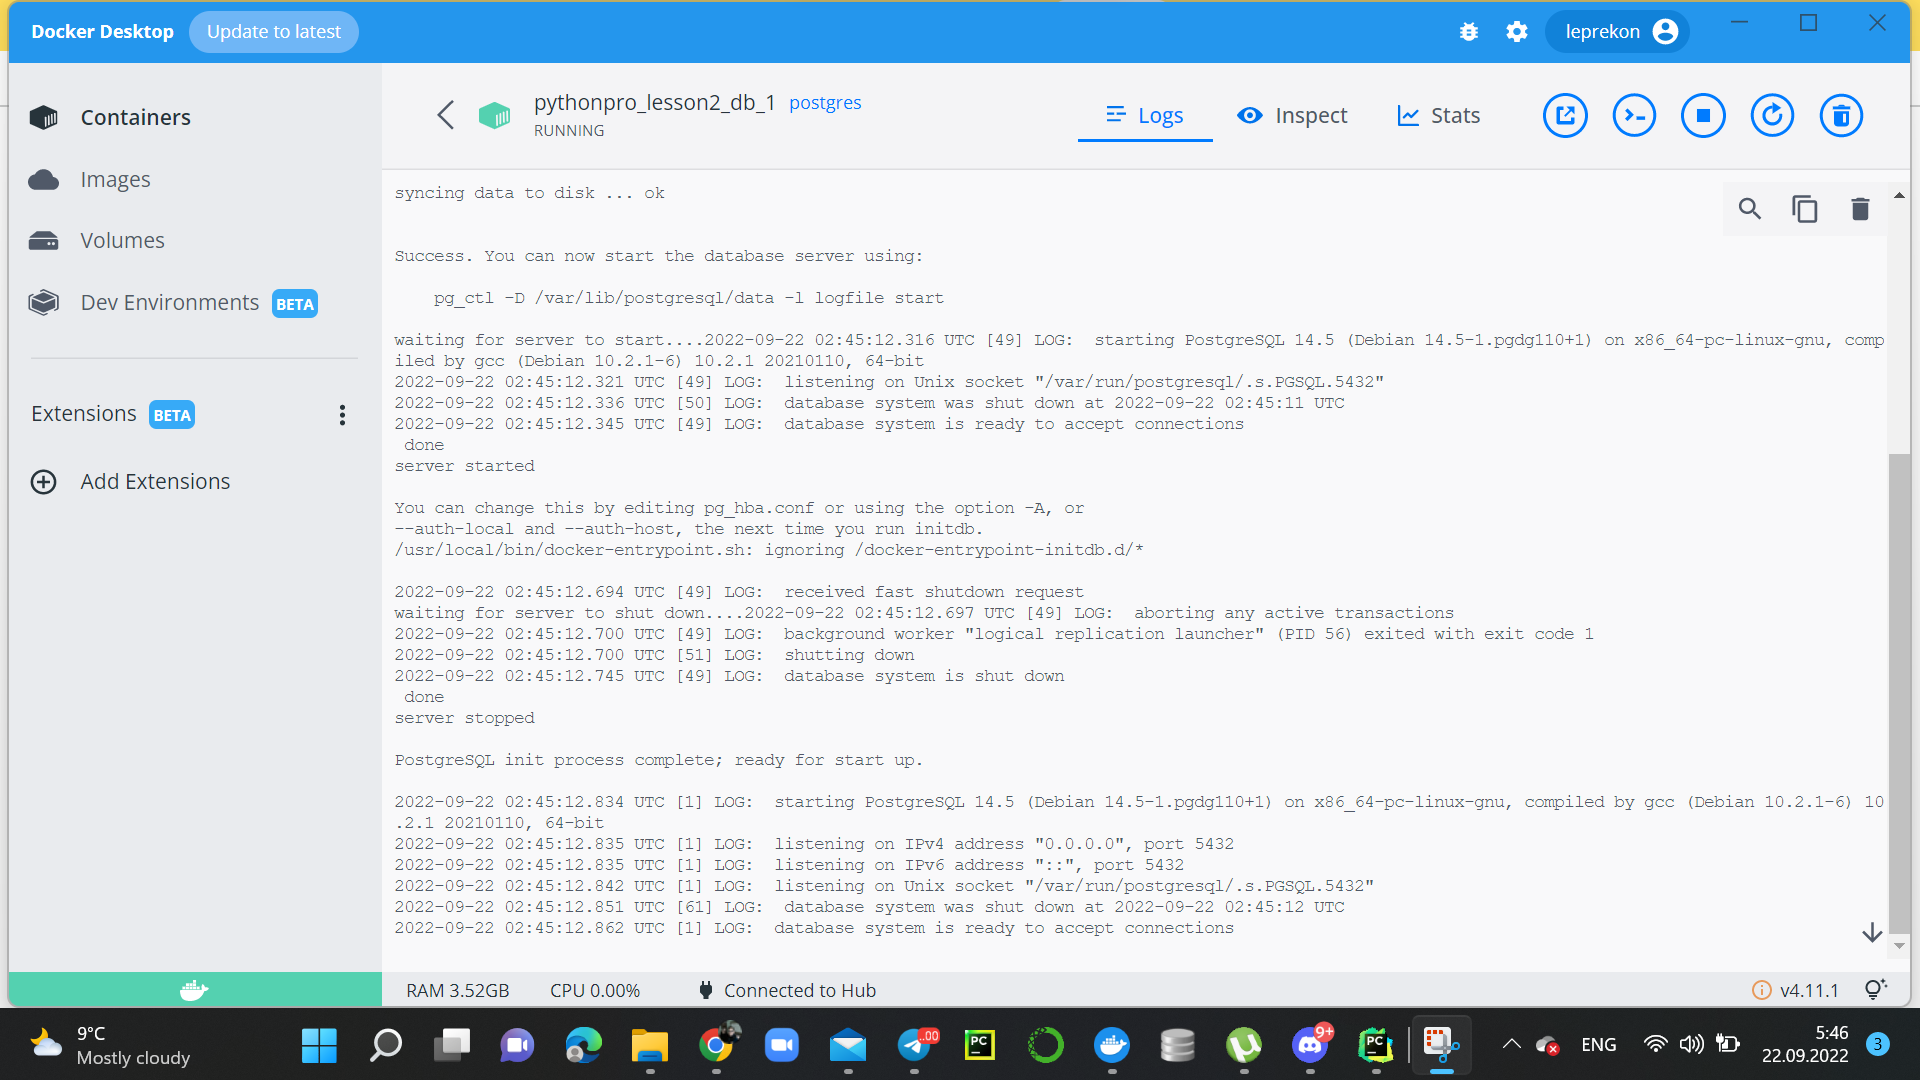 Docker Desktop
Update to latest
leprekon
Containers
Images
Volumes
Dev Environments BETA
Extensions BETA
Add Extensions
pythonpro_lesson2_db_1 postgres
RUNNING
Logs
Inspect
Stats
syncing data to disk ... ok
Success. You can now start the database server using:
pg_ctl -D /var/lib/postgresql/data -l logfile start
waiting for server to start....2022-09-22 02:45:12.316 UTC [49] LOG:  starting PostgreSQL 14.5 (Debian 14.5-1.pgdg110+1) on x86_64-pc-linux-gnu, comp
iled by gcc (Debian 10.2.1-6) 10.2.1 20210110, 64-bit
2022-09-22 02:45:12.321 UTC [49] LOG:  listening on Unix socket "/var/run/postgresql/.s.PGSQL.5432"
2022-09-22 02:45:12.336 UTC [50] LOG:  database system was shut down at 2022-09-22 02:45:11 UTC
2022-09-22 02:45:12.345 UTC [49] LOG:  database system is ready to accept connections
done
server started
You can change this by editing pg_hba.conf or using the option -A, or
--auth-local and --auth-host, the next time you run initdb.
/usr/local/bin/docker-entrypoint.sh: ignoring /docker-entrypoint-initdb.d/*
2022-09-22 02:45:12.694 UTC [49] LOG:  received fast shutdown request
waiting for server to shut down....2022-09-22 02:45:12.697 UTC [49] LOG:  aborting any active transactions
2022-09-22 02:45:12.700 UTC [49] LOG:  background worker "logical replication launcher" (PID 56) exited with exit code 1
2022-09-22 02:45:12.700 UTC [51] LOG:  shutting down
2022-09-22 02:45:12.745 UTC [49] LOG:  database system is shut down
done
server stopped
PostgreSQL init process complete; ready for start up.
2022-09-22 02:45:12.834 UTC [1] LOG:  starting PostgreSQL 14.5 (Debian 14.5-1.pgdg110+1) on x86_64-pc-linux-gnu, compiled by gcc (Debian 10.2.1-6) 10
.2.1 20210110, 64-bit
2022-09-22 02:45:12.835 UTC [1] LOG:  listening on IPv4 address "0.0.0.0", port 5432
2022-09-22 02:45:12.835 UTC [1] LOG:  listening on IPv6 address "::", port 5432
2022-09-22 02:45:12.842 UTC [1] LOG:  listening on Unix socket "/var/run/postgresql/.s.PGSQL.5432"
2022-09-22 02:45:12.851 UTC [61] LOG:  database system was shut down at 2022-09-22 02:45:12 UTC
2022-09-22 02:45:12.862 UTC [1] LOG:  database system is ready to accept connections
RAM 3.52GB
CPU 0.00%
Connected to Hub
v4.11.1
9°C
Mostly cloudy
..00
PC
9+
PC
ENG
5:46
22.09.2022
3